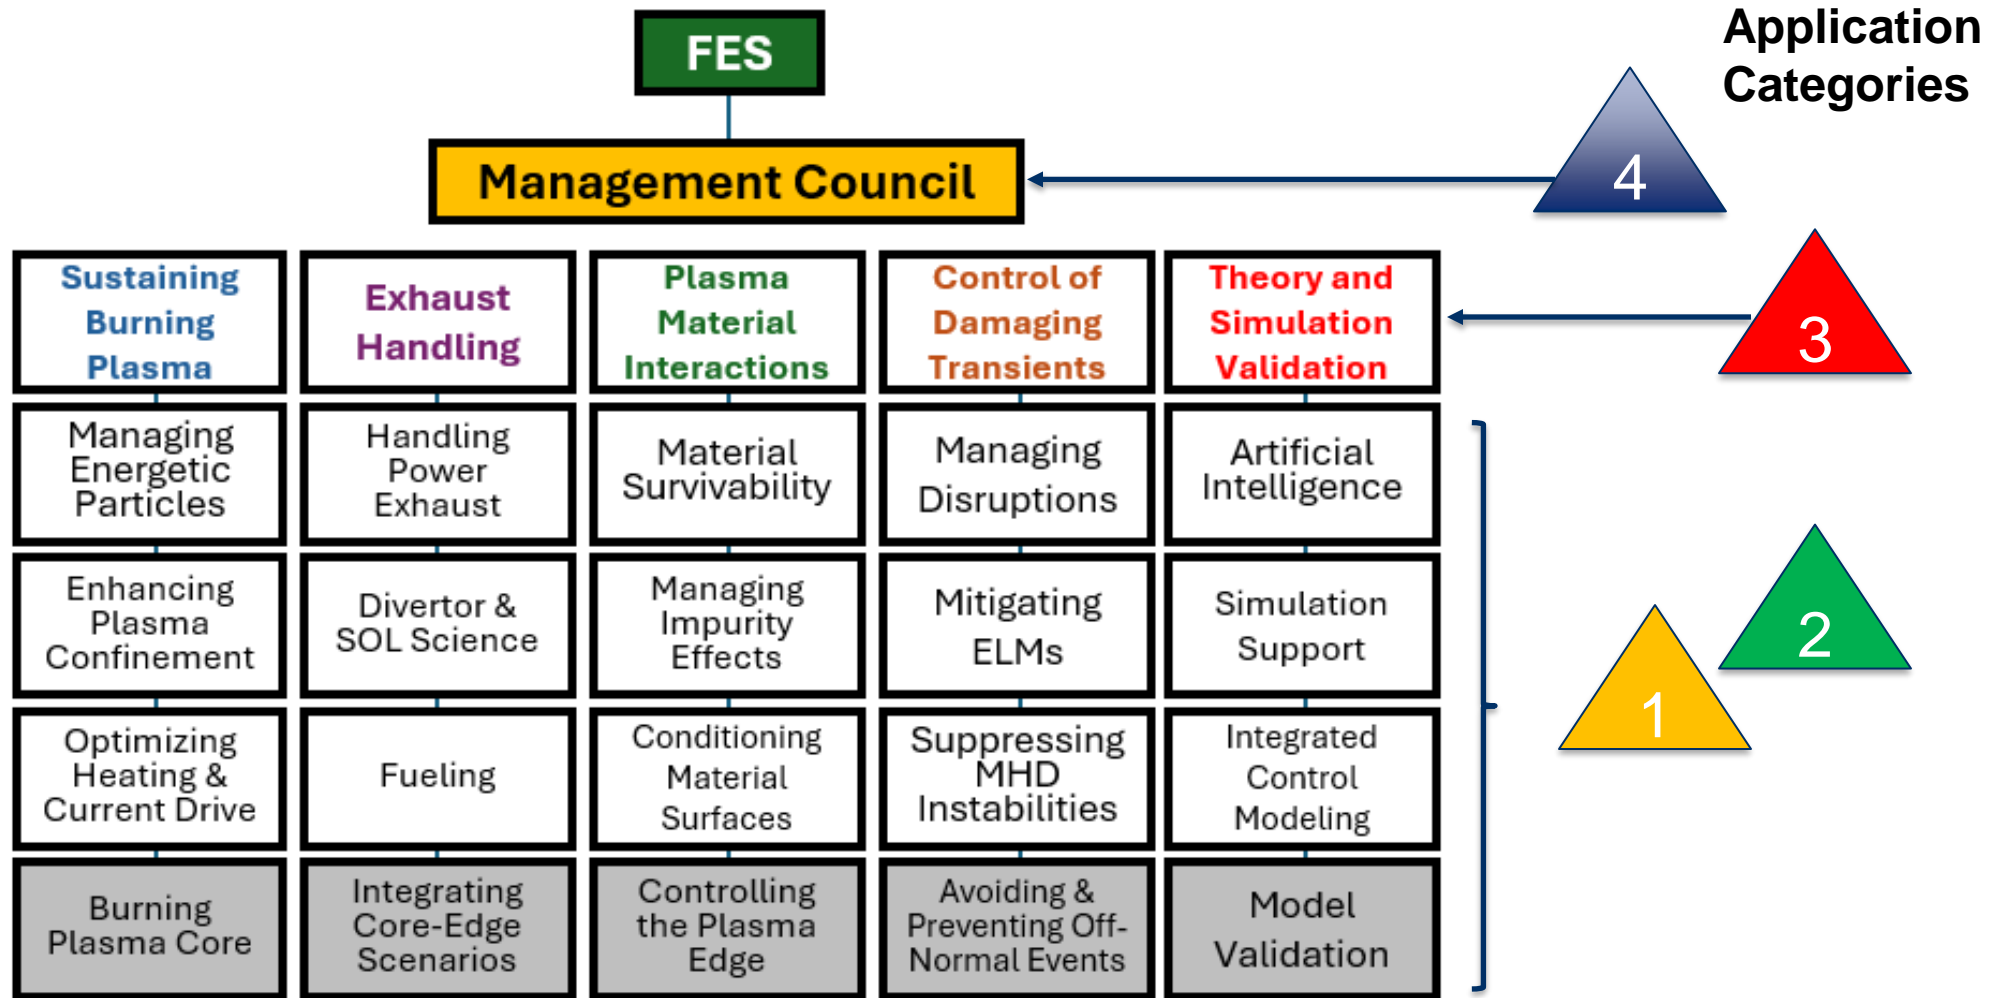 FES
Application
Categories
Management Council
4
Sustaining
Burning
Plasma
Exhaust
Handling
Plasma
Material
Interactions
Control of
Damaging
Transients
Theory and
Simulation
Validation
3
Managing
Energetic
Particles
Handling
Power
Exhaust
Material
Survivability
Managing
Disruptions
Artificial
Intelligence
Enhancing
Plasma
Confinement
Divertor &
SOL Science
Managing
Impurity
Effects
Mitigating
ELMs
Simulation
Support
2
1
Optimizing
Heating &
Current Drive
Fueling
Conditioning
Material
Surfaces
Suppressing
MHD
Instabilities
Integrated
Control
Modeling
Burning
Plasma Core
Integrating
Core-Edge
Scenarios
Controlling
the Plasma
Edge
Avoiding &
Preventing Off-
Normal Events
Model
Validation